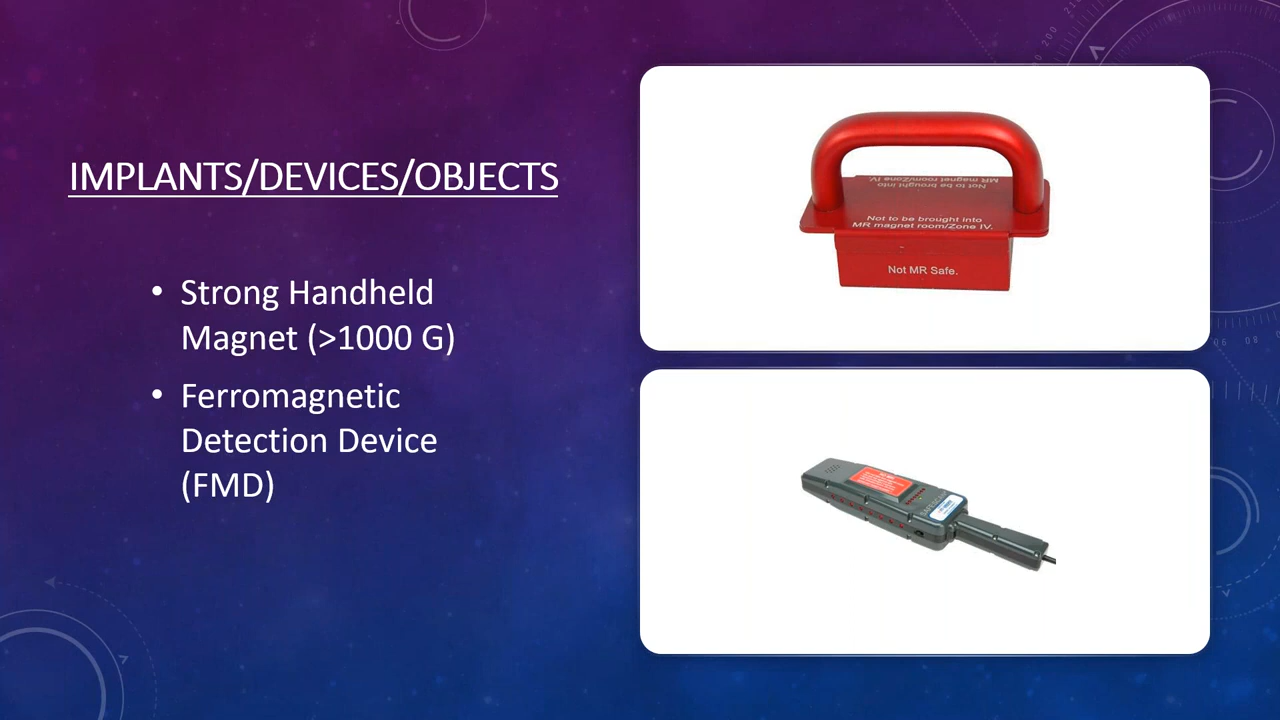 IMPLANTS/DEVICES/OBJECTS
• Strong Handheld
Magnet (>1000 G)
• Ferromagnetic
Detection Device
(FMD)
MR magnet room/Zone IV.
Not to be brought into
Not to be brought into
MR magnet room/Zone IV.
Not MR Safe.